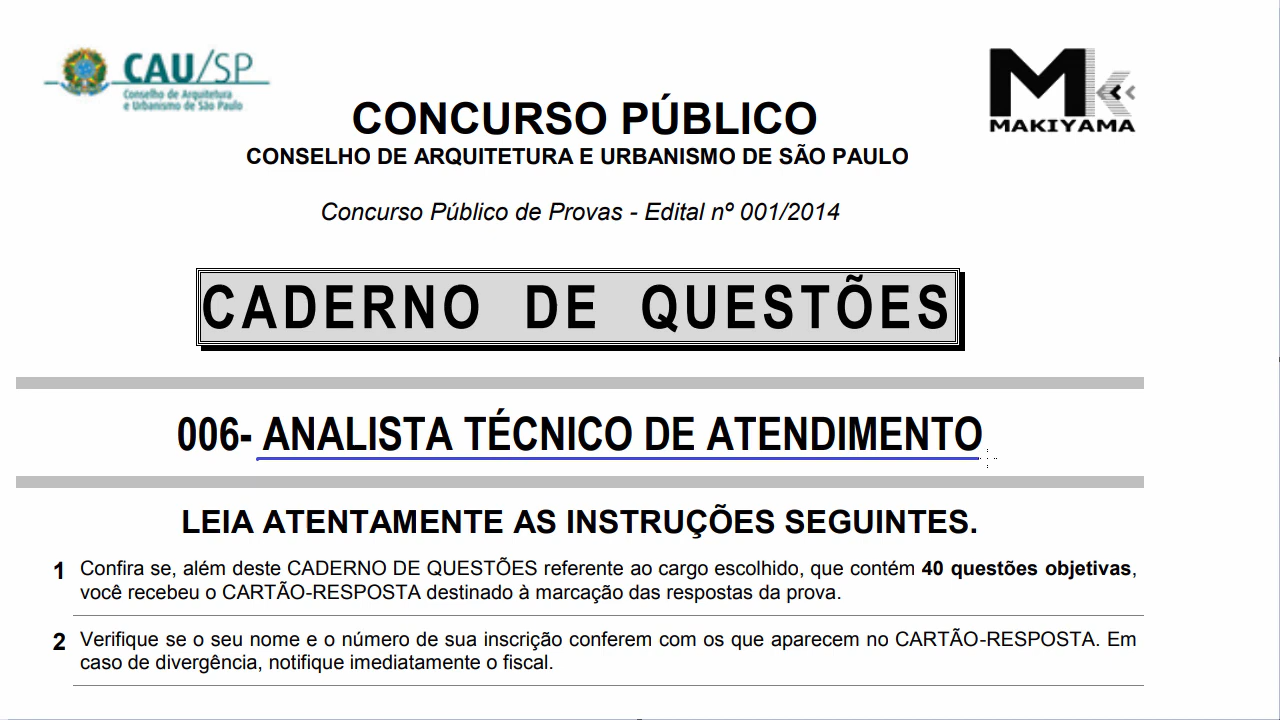 CAU/SP
Conselho de Arquitetura
e Urbanismo de São Paulo
MK
MAKIYAMA
CONCURSO PÚBLICO
CONSELHO DE ARQUITETURA E URBANISMO DE SÃO PAULO
Concurso Público de Provas - Edital nº 001/2014
CADERNO DE QUESTÕES
006- ANALISTA TÉCNICO DE ATENDIMENTO
LEIA ATENTAMENTE AS INSTRUÇÕES SEGUINTES.
1 Confira se, além deste CADERNO DE QUESTÕES referente ao cargo escolhido, que contém 40 questões objetivas,
você recebeu o CARTÃO-RESPOSTA destinado à marcação das respostas da prova.
2 Verifique se o seu nome e o número de sua inscrição conferem com os que aparecem no CARTÃO-RESPOSTA. Em
caso de divergência, notifique imediatamente o fiscal.